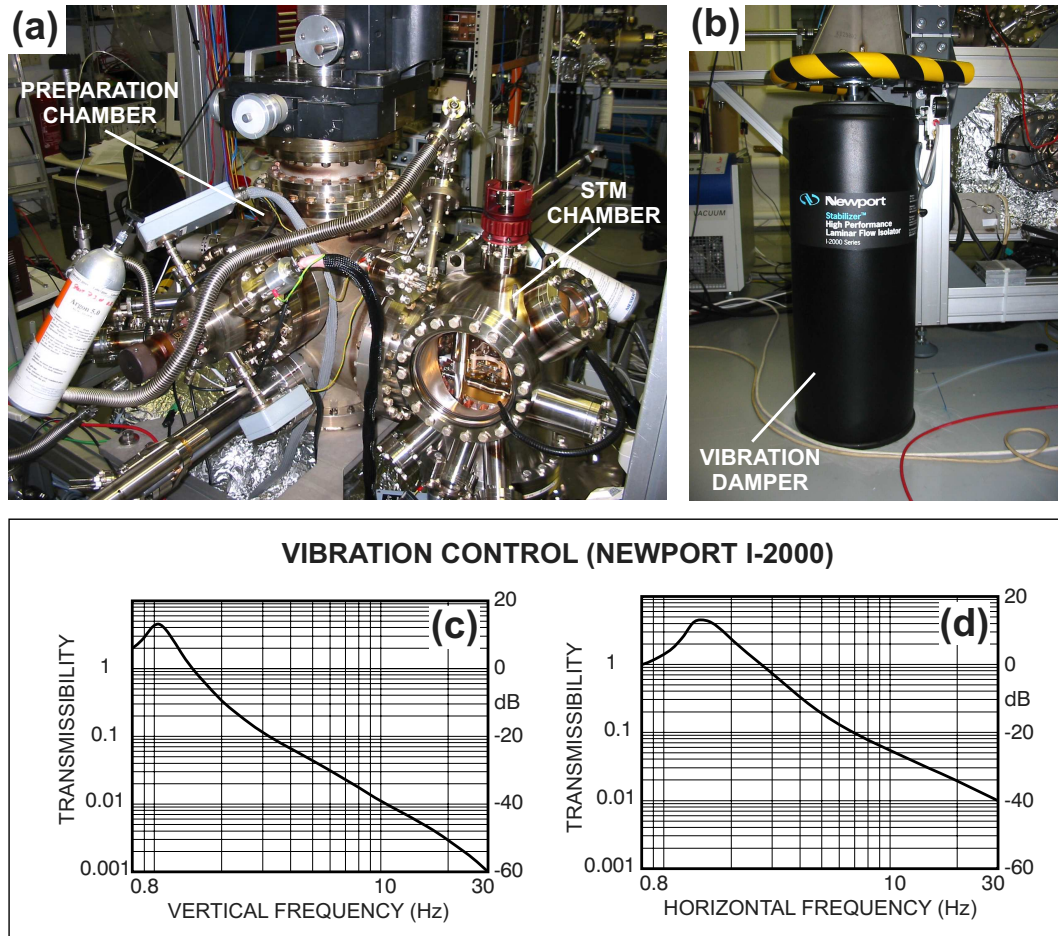 (a)
PREPARATION
CHAMBER
STM
CHAMBER
Argon 5.0
(b)
VACUUM
Newport
Stabilizer™
High Performance
Laminar Flow Isolator
I-2000 Series
VIBRATION
DAMPER
VIBRATION CONTROL (NEWPORT I-2000)
(c)
TRANSMISSIBILITY
1
0.1
0.01
0.001
20
0
dB
-20
-40
-60
0.8
10
30
VERTICAL FREQUENCY (Hz)
(d)
TRANSMISSIBILITY
1
0.1
0.01
0.001
20
0
dB
-20
-40
-60
0.8
10
30
HORIZONTAL FREQUENCY (Hz)